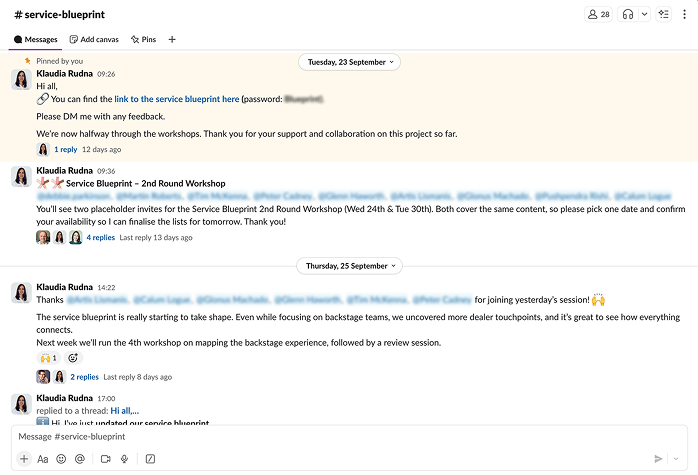 # service-blueprint
28
Messages
Add canvas
Pins
Pinned by you
Tuesday, 23 September
Klaudia Rudna 09:26
Hi all,
You can find the link to the service blueprint here (password:
Please DM me with any feedback.
We're now halfway through the workshops. Thank you for your support and collaboration on this project so far.
1 reply 12 days ago
Klaudia Rudna 09:36
Service Blueprint – 2nd Round Workshop
You'll see two placeholder invites for the Service Blueprint 2nd Round Workshop (Wed 24th & Tue 30th). Both cover the same content, so please pick one date and confirm
your availability so I can finalise the lists for tomorrow. Thank you!
4 replies Last reply 13 days ago
Thursday, 25 September
Klaudia Rudna 14:22
Thanks for joining yesterday's session!
The service blueprint is really starting to take shape. Even while focusing on backstage teams, we uncovered more dealer touchpoints, and it's great to see how everything
connects.
Next week we'll run the 4th workshop on mapping the backstage experience, followed by a review session.
1
2 replies Last reply 8 days ago
Klaudia Rudna 17:00
replied to a thread: Hi all,...
Hi, I've just updated our service blueprint
Message #service-blueprint
Aa